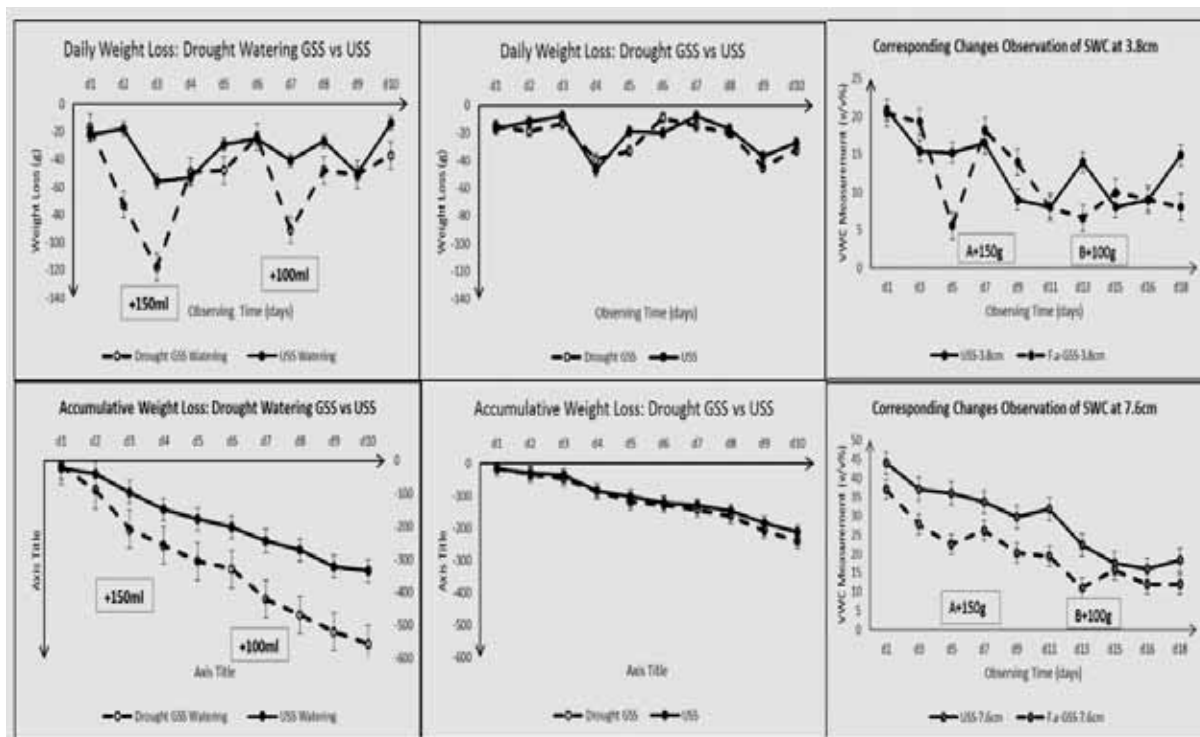 Daily Weight Loss: Drought Watering GSS vs USS
d1 d2 d3 d4 d5 d6 d7 d8 d9 d10
0
-20
-40
-60
-80
-100
-120
-140
Weight Loss (g)
+150ml
+100ml
Observing Time (days)
Drought GSS Watering USS Watering
Daily Weight Loss: Drought GSS vs USS
d1 d2 d3 d4 d5 d6 d7 d8 d9 d10
0
-20
-40
-60
-80
-100
-120
-140
Weight Loss (g)
Observing Time (days)
Drought GSS USS
Corresponding Changes Observation of SWC at 3.8cm
25
20
15
10
5
0
VWC Measurement (v/v%)
A+150g
B+100g
d1 d3 d5 d7 d9 d11 d13 d15 d16 d18
Observing Time (days)
USS-3.8cm F.a-GSS-3.8cm
Accumulative Weight Loss: Drought Watering GSS vs USS
d1 d2 d3 d4 d5 d6 d7 d8 d9 d10
0
-100
-200
-300
-400
-500
-600
Axis Title
+150ml
+100ml
Axis Title
Drought GSS Watering USS Watering
Accumulative Weight Loss: Drought GSS vs USS
d1 d2 d3 d4 d5 d6 d7 d8 d9 d10
0
-100
-200
-300
-400
-500
-600
Axis Title
Axis Title
Drought GSS USS
Corresponding Changes Observation of SWC at 7.6cm
50
45
40
35
30
25
20
15
10
5
0
VWC Measurement (v/v%)
A+150g
B+100g
d1 d3 d5 d7 d9 d11 d13 d15 d16 d18
Observing Time (days)
USS-7.6cm F.a-GSS-7.6cm